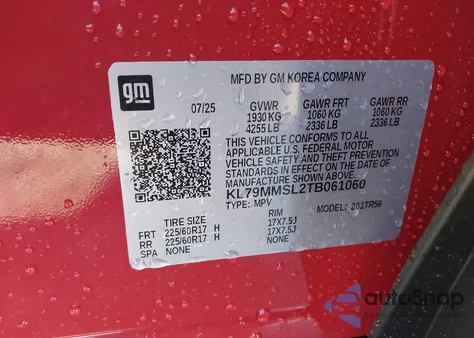 gm
MFD BY GM KOREA COMPANY
07/25 GVWR GAWR FRT GAWR RR
1930 KG 1060 KG 1060 KG
4255 LB 2336 LB 2336 LB
THIS VEHICLE CONFORMS TO ALL
APPLICABLE U.S. FEDERAL MOTOR
VEHICLE SAFETY AND THEFT PREVENTION
STANDARDS IN EFFECT ON THE DATE OF
MANUFACTURE SHOWN ABOVE.
KL79MMSL2TB061060
TYPE: MPV MODEL: 201TR56
TIRE SIZE RIM
FRT 225/60R17 H 17X7.5J
RR 225/60R17 H 17X7.5J
SPA NONE NONE
autoSnap